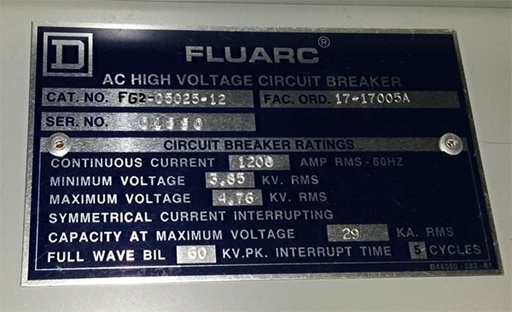 D FLUARC®
AC HIGH VOLTAGE CIRCUIT BREAKER
CAT. NO. FG2-05025-12 FAC. ORD. 17-17005A
SER. NO.
CIRCUIT BREAKER RATINGS
CONTINUOUS CURRENT 1200 AMP RMS - 60HZ
MINIMUM VOLTAGE 3.85 KV. RMS
MAXIMUM VOLTAGE 4.76 KV. RMS
SYMMETRICAL CURRENT INTERRUPTING
CAPACITY AT MAXIMUM VOLTAGE 29 KA. RMS
FULL WAVE BIL 60 KV.PK. INTERRUPT TIME 5 CYCLES